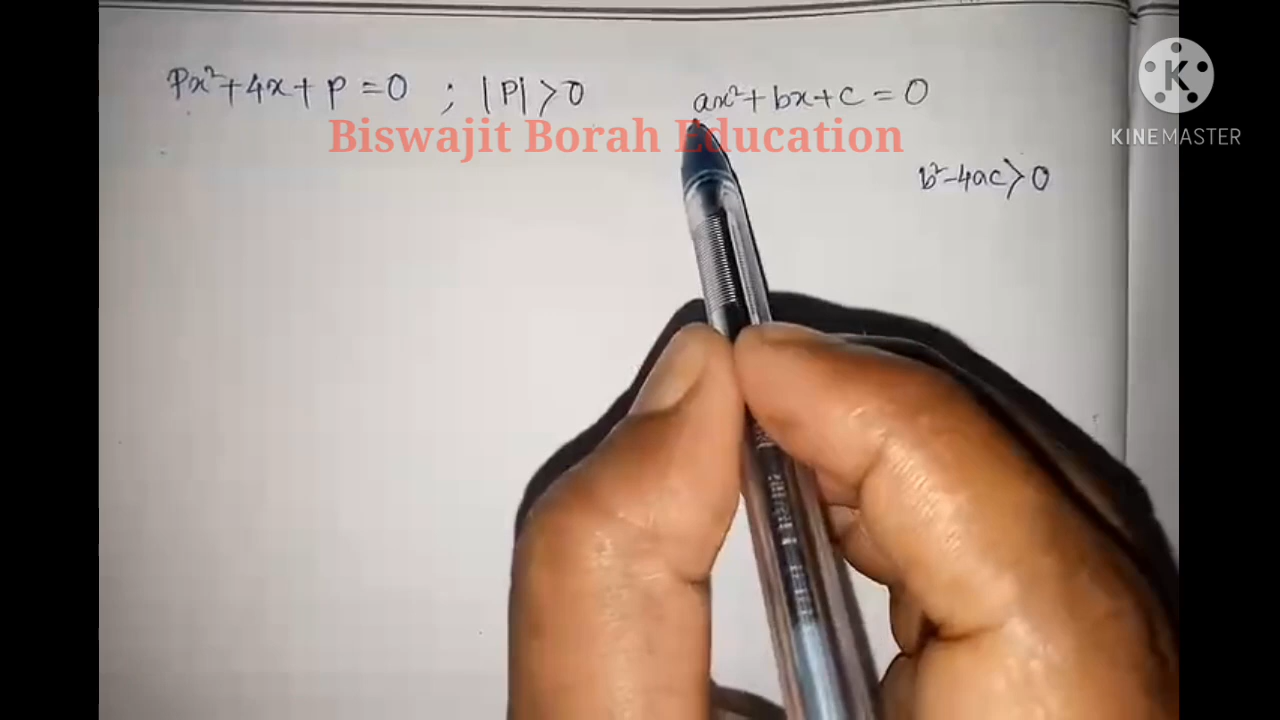 Px²+4x+p=0 ; |P|>0 ax²+bx+c=0
Biswajit Borah Education
b²-4ac>0
KINEMASTER